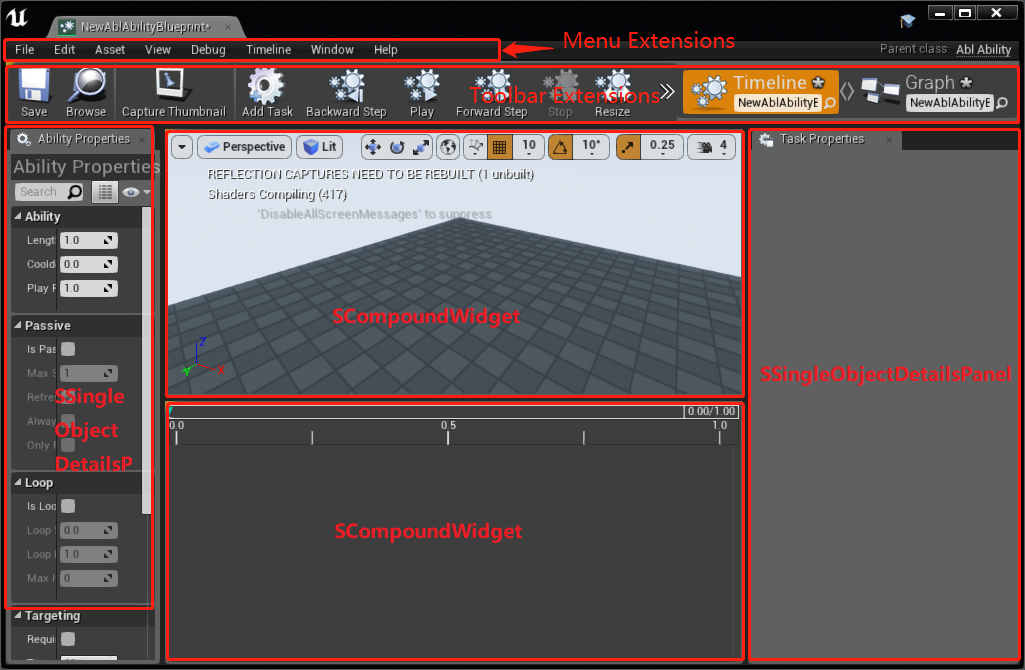 NewAblAbilityBlueprint*
File Edit Asset View Debug Timeline Window Help
Menu Extensions
Parent class: Abl Ability
Save Browse Capture Thumbnail Add Task Backward Step Play Forward Step Stop Resize
Toolbar Extensions
Timeline
NewAblAbilityE
Graph
NewAblAbilityE
Ability Properties
Ability Properties
Search
Ability
Lengt 1.0
Coold 0.0
Play F 1.0
Passive
Is Pas
Max S 1
Refres
Alway
Only F
SSingle
Object
DetailsP
Loop
Is Loo
Loop S 0.0
Loop 1.0
Max I 0
Targeting
Requi
Perspective Lit 10 10° 0.25 4
REFLECTION CAPTURES NEED TO BE REBUILT (1 unbuilt)
Shaders Compiling (417)
'DisableAllScreenMessages' to suppress
SCompoundWidget
Z
Y X
0.00/1.00
0.0 0.5 1.0
SCompoundWidget
Task Properties
SSingleObjectDetailsPanel